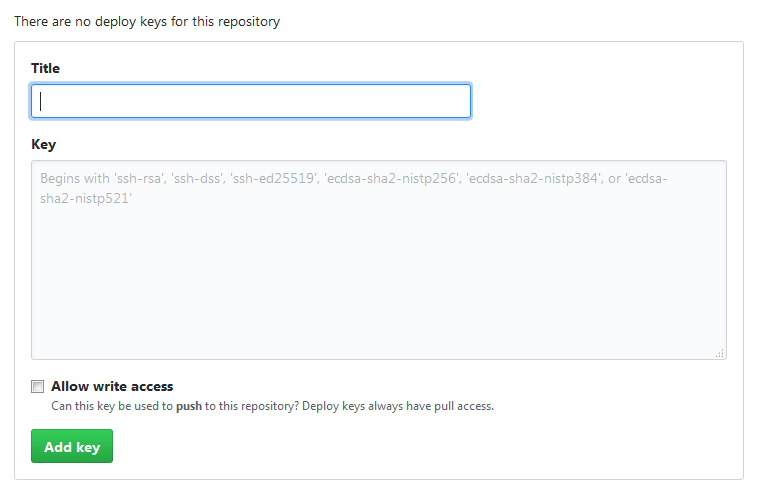 There are no deploy keys for this repository
Title
Key
Begins with 'ssh-rsa', 'ssh-dss', 'ssh-ed25519', 'ecdsa-sha2-nistp256', 'ecdsa-sha2-nistp384', or 'ecdsa-
sha2-nistp521'
Allow write access
Can this key be used to push to this repository? Deploy keys always have pull access.
Add key